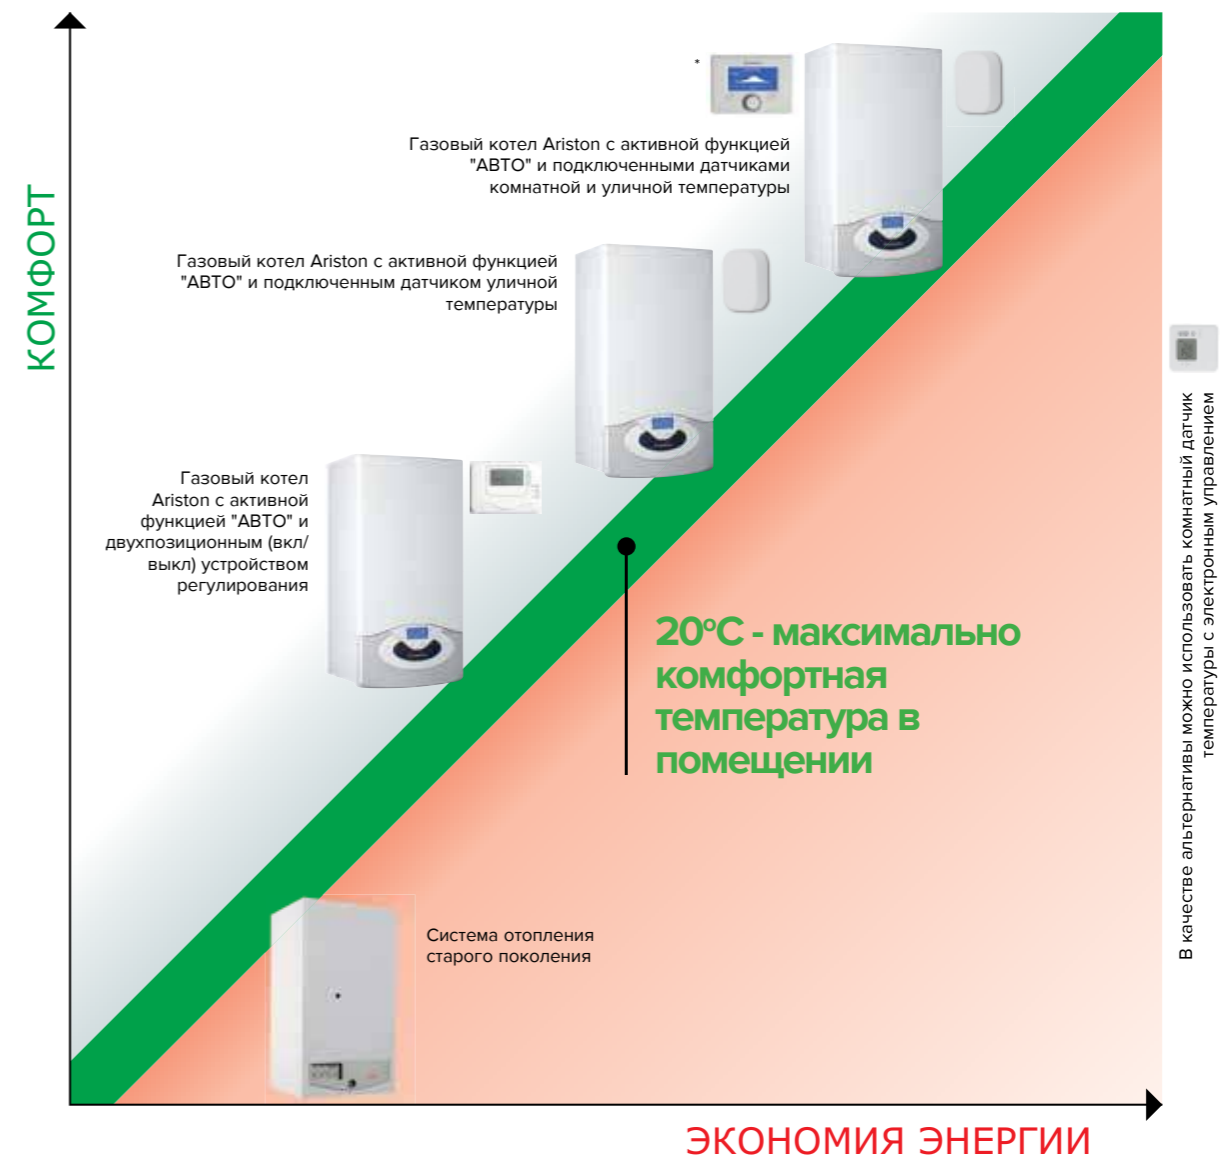 *
Газовый котел Ariston с активной функцией
"АВТО" и подключенными датчиками
комнатной и уличной температуры
КОМФОРТ
Газовый котел Ariston с активной функцией
"АВТО" и подключенным датчиком уличной
температуры
Газовый котел
Ariston с активной
функцией "АВТО" и
двухпозиционным (вкл/
выкл) устройством
регулирования
20°С - максимально
комфортная
температура в
помещении
Система отопления
старого поколения
ЭКОНОМИЯ ЭНЕРГИИ
В качестве альтернативы можно использовать комнатный датчик
температуры с электронным управлением